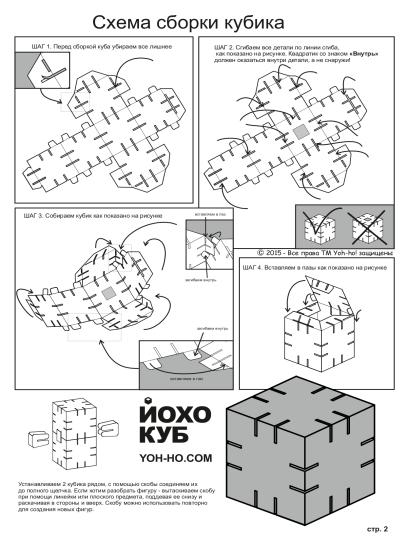 Схема сборки кубика
ШАГ 1. Перед сборкой куба убираем все лишнее
ШАГ 2. Сгибаем все детали по линии сгиба,
как показано на рисунке. Квадратик со знаком «Внутрь»
должен оказаться внутри детали, а не снаружи!
ШАГ 3. Собираем кубик как показано на рисунке
вставляем в паз
загибаем внутрь
загибаем внутрь
вставляем в паз
© 2015 - Все права ТМ Yoh-ho! защищены
ШАГ 4. Вставляем в пазы как показано на рисунке
ЙОХО
КУБ
YOH-HO.COM
Устанавливаем 2 кубика рядом, с помощью скобы соединяем их
до полного щелчка. Если хотим разобрать фигуру - вытаскиваем скобу
при помощи линейки или плоского предмета, поддевая ее снизу и
раскачивая в стороны и вверх. Скобу можно использовать повторно
для создания новых фигур.
стр. 2